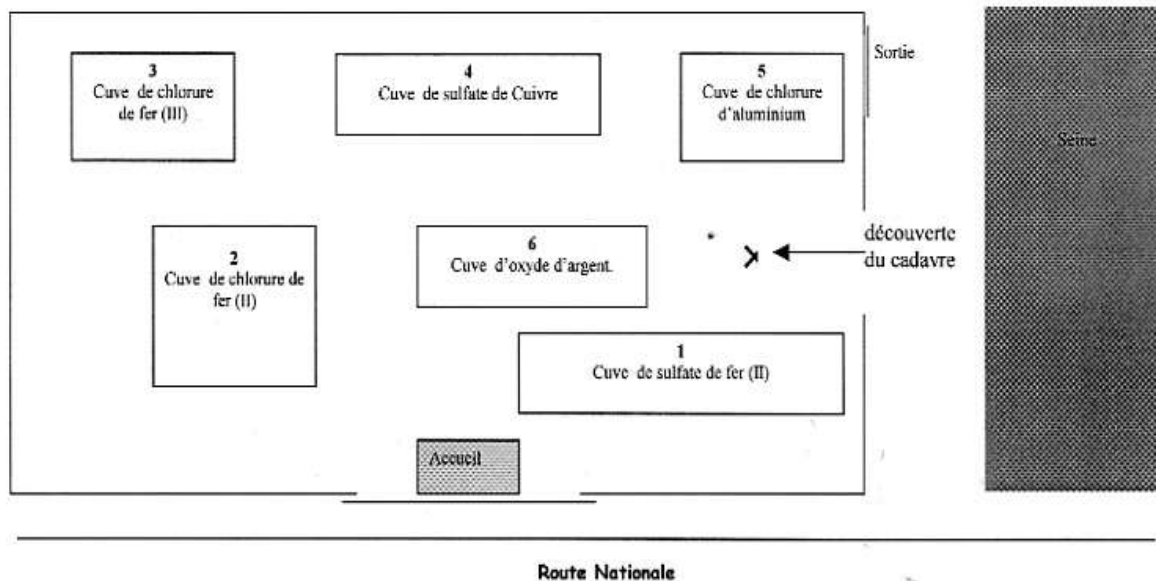 3
Cuve de chlorure
de fer (III)
4
Cuve de sulfate de Cuivre
5
Cuve de chlorure
d'aluminium
Sortie
Seine
2
Cuve de chlorure de
fer (II)
6
Cuve d'oxyde d'argent.
découverte
du cadavre
1
Cuve de sulfate de fer (II)
Accueil
Route Nationale